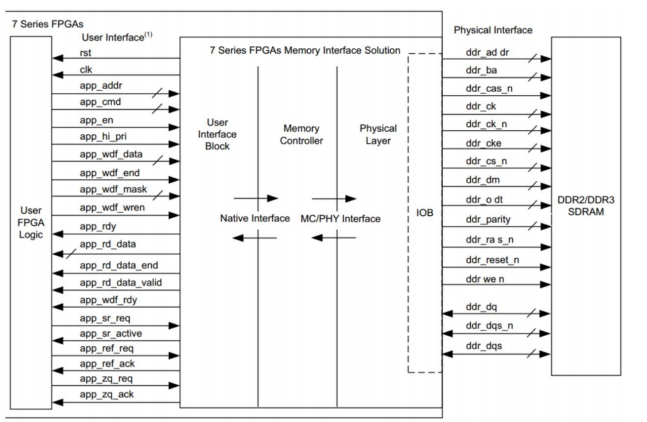 7 Series FPGAs
User Interface(1)
Physical Interface
7 Series FPGAs Memory Interface Solution
rst
clk
app_addr
app_cmd
app_en
app_hi_pri
app_wdf_data
app_wdf_end
app_wdf_mask
app_wdf_wren
app_rdy
app_rd_data
app_rd_data_end
app_rd_data_valid
app_wdf_rdy
app_sr_req
app_sr_active
app_ref_req
app_ref_ack
app_zq_req
app_zq_ack
User
FPGA
Logic
User
Interface
Block
Memory
Controller
Physical
Layer
Native Interface
MC/PHY Interface
IOB
ddr_ad dr
ddr_ba
ddr_cas_n
ddr_ck
ddr_ck_n
ddr_cke
ddr_cs_n
ddr_dm
ddr_o dt
ddr_parity
ddr_ra s_n
ddr_reset_n
ddr we n
ddr_dq
ddr_dqs_n
ddr_dqs
DDR2/DDR3
SDRAM